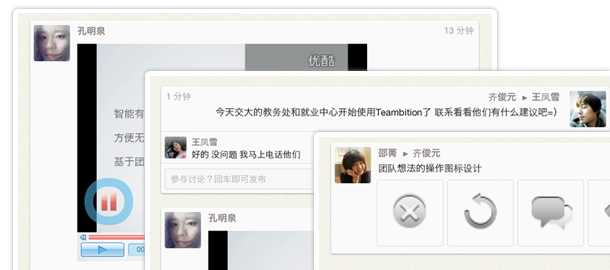 孔明泉
13 分钟
优酷
智能有
方便无
基于团
00
1 分钟
齐俊元 ▸ 王凤雪
今天交大的教务处和就业中心开始使用Teambition了 联系看看他们有什么建议吧=)
王凤雪
好的 没问题 我马上电话他们
参与讨论？回车即可发布
孔明泉
邵菁 ▸ 齐俊元
团队想法的操作图标设计